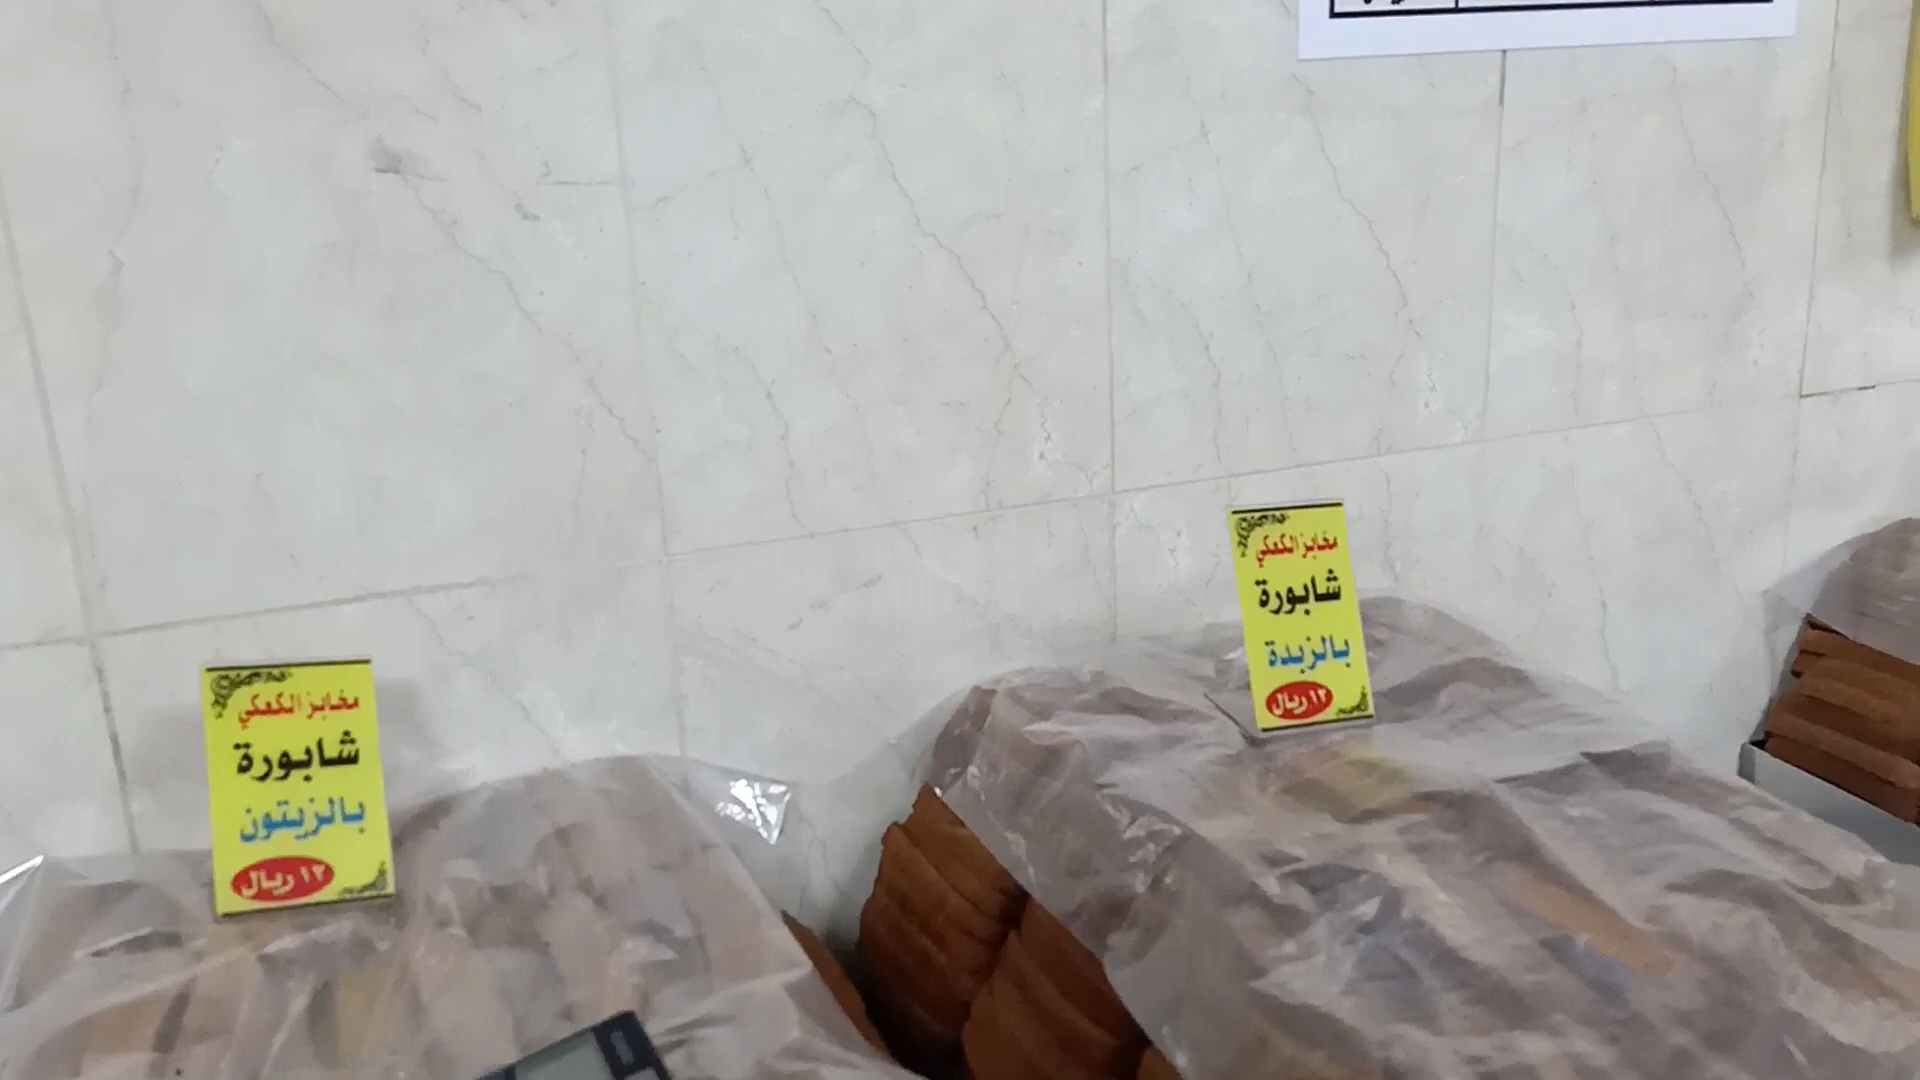 مخابز الكعكي
شابورة
بالزبدة
١٢ ريال
مخابز الكعكي
شابورة
بالزيتون
١٢ ريال